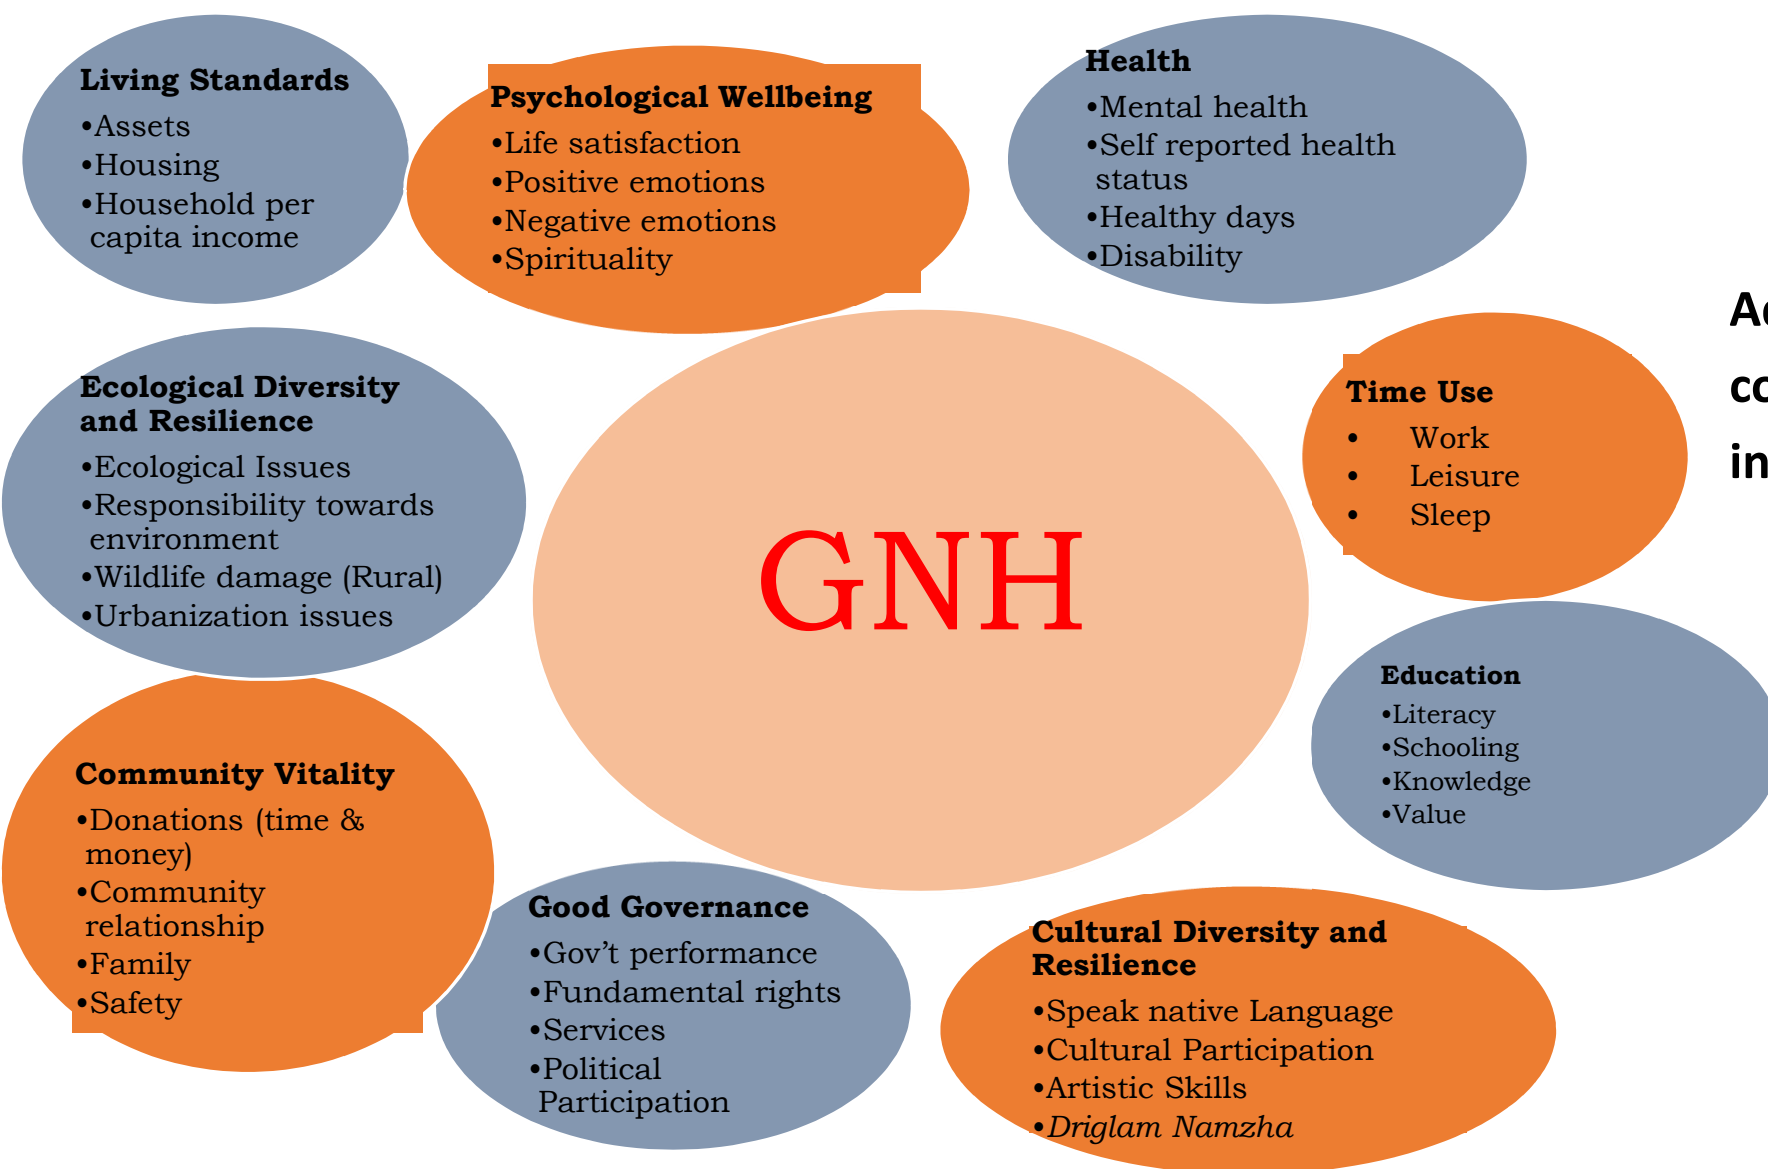 Living Standards
•Assets
•Housing
•Household per
capita income
Psychological Wellbeing
•Life satisfaction
•Positive emotions
•Negative emotions
•Spirituality
Health
•Mental health
•Self reported health
status
•Healthy days
•Disability
Ecological Diversity
and Resilience
•Ecological Issues
•Responsibility towards
environment
•Wildlife damage (Rural)
•Urbanization issues
GNH
Time Use
• Work
• Leisure
• Sleep
Education
•Literacy
•Schooling
•Knowledge
•Value
Community Vitality
•Donations (time &
money)
•Community
relationship
•Family
•Safety
Good Governance
•Gov’t performance
•Fundamental rights
•Services
•Political
Participation
Cultural Diversity and
Resilience
•Speak native Language
•Cultural Participation
•Artistic Skills
•Driglam Namzha